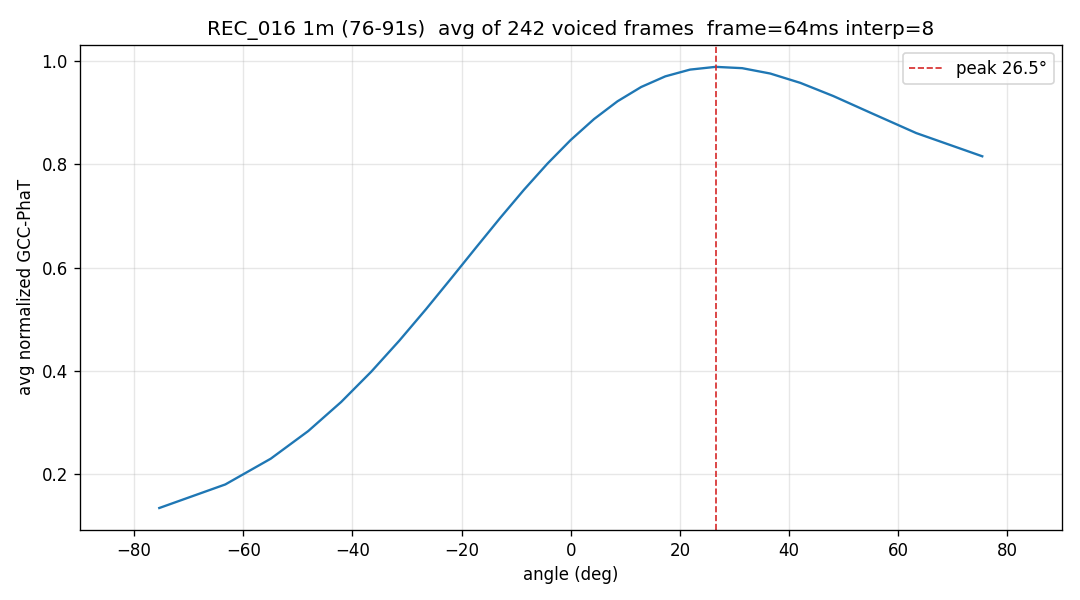 REC_016 1m (76-91s)  avg of 242 voiced frames  frame=64ms interp=8
peak 26.5°
avg normalized GCC-PhaT
1.0
0.8
0.6
0.4
0.2
−80 −60 −40 −20 0 20 40 60 80
angle (deg)